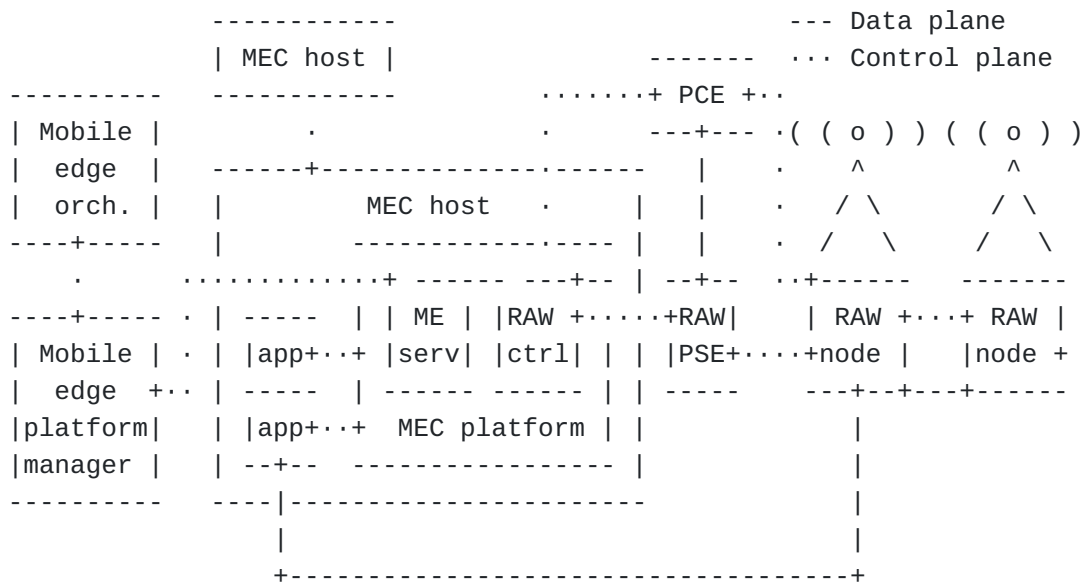 ------------                          --- Data plane
              | MEC host |                 -------  ··· Control plane
----------   ------------           ·······+ PCE +··
| Mobile |          ·               ·      ---+--- ·( ( o ) ) ( ( o ) )
|  edge  |   ------+--------------·------   |    ·    ^         ^
|  orch. |   |         MEC host   ·     |   |    ·   / \       / \
----+-----   |        ------------·---- |   |    ·  /   \     /   \
    ·      ·············+ ------ ---+-- | --+--  ··+------   -------
----+----- · | -----  | | ME | |RAW +·····+RAW|    | RAW +···+ RAW |
| Mobile | · | |app+··+ |serv| |ctrl| | | |PSE+····+node |   |node +
|  edge  +·· | -----  | ------ ------ | | -----    ---+--+---+------
|platform|  | |app+··+  MEC platform | |              |
|manager |  | --+--  ----------------- |              |
----------   ----|-----------------------              |
                 |                                     |
                 +-------------------------------------+